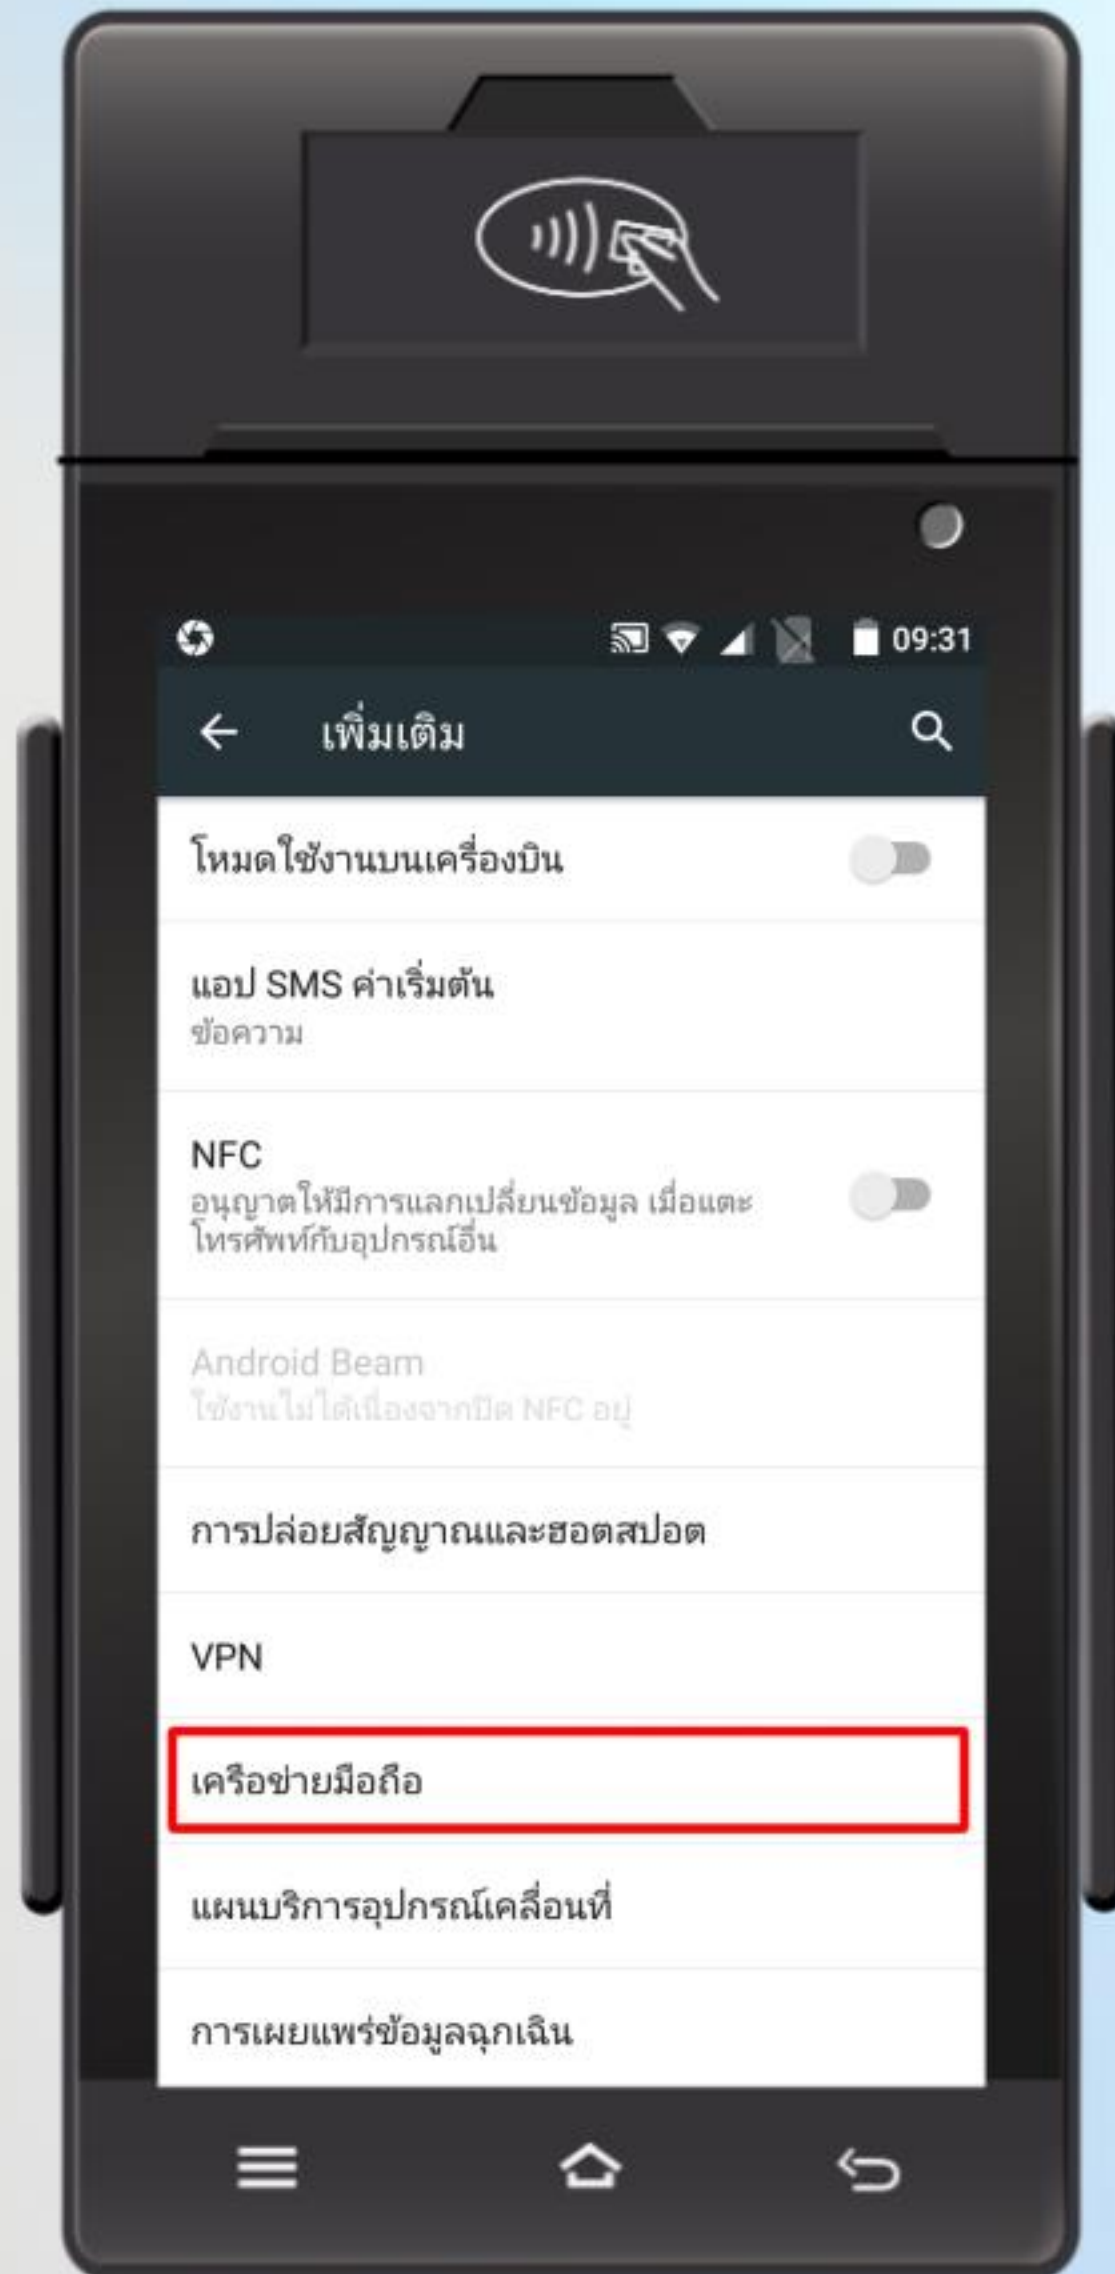 09:31
เพิ่มเติม
โหมดใช้งานบนเครื่องบิน
แอป SMS ค่าเริ่มต้น
ข้อความ
NFC
อนุญาตให้มีการแลกเปลี่ยนข้อมูล เมื่อแตะ
โทรศัพท์กับอุปกรณ์อื่น
Android Beam
ใช้งานไม่ได้เนื่องจากปิด NFC อยู่
การปล่อยสัญญาณและฮอตสปอต
VPN
เครือข่ายมือถือ
แผนบริการอุปกรณ์เคลื่อนที่
การเผยแพร่ข้อมูลฉุกเฉิน